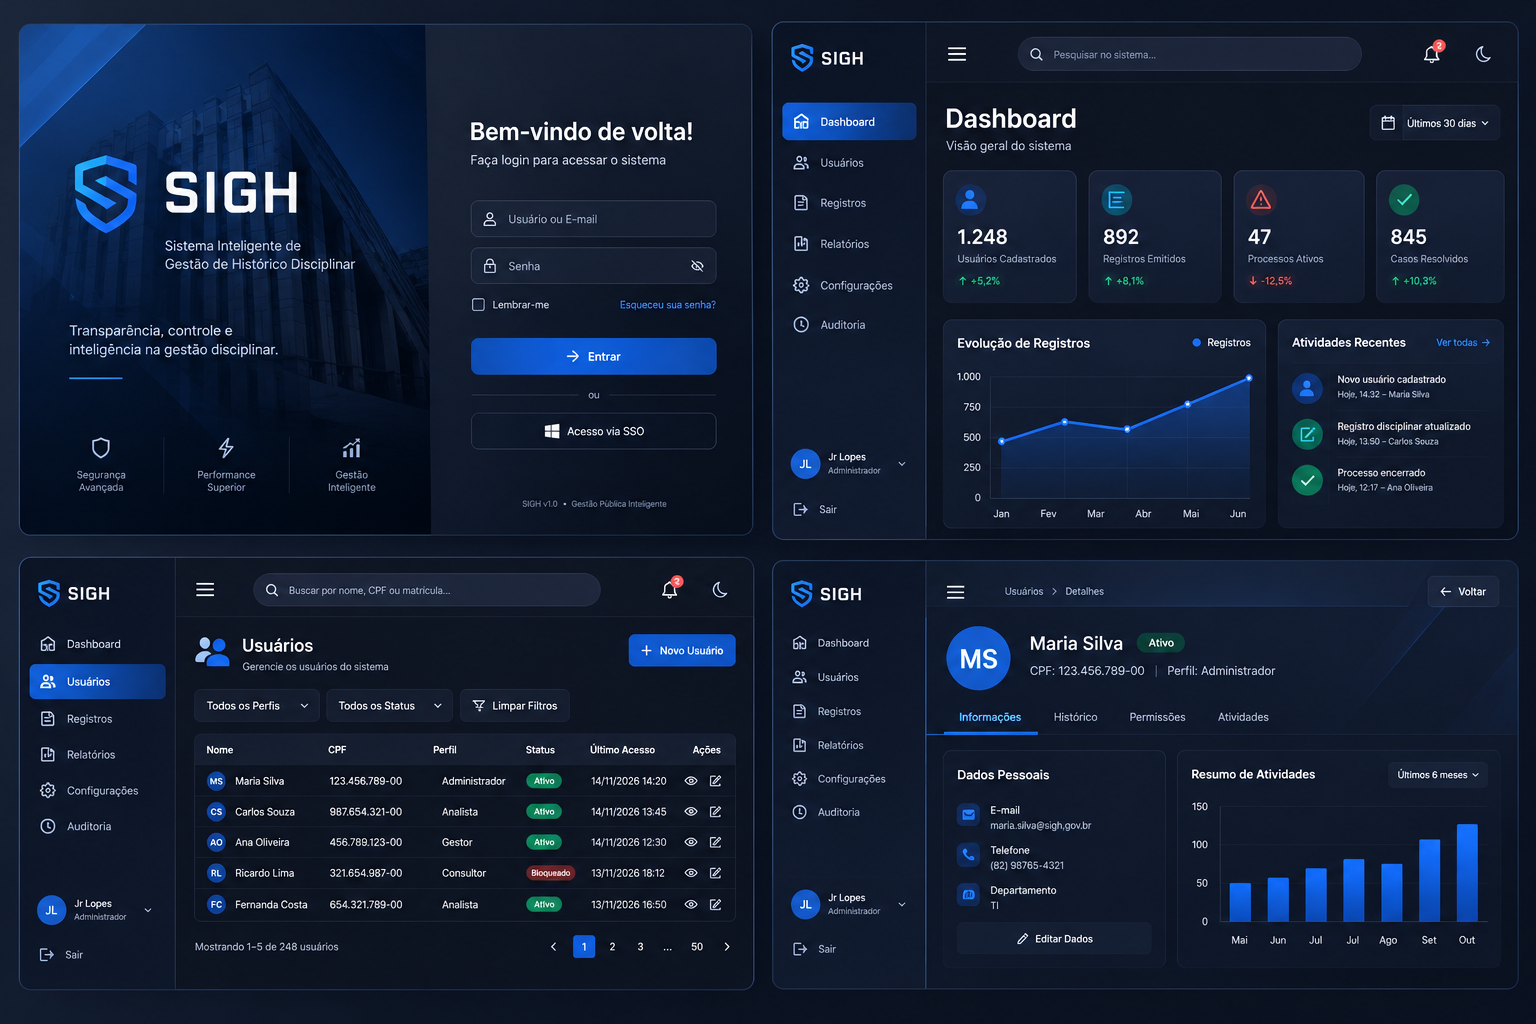 SIGH
Sistema Inteligente de
Gestão de Histórico Disciplinar
Transparência, controle e
inteligência na gestão disciplinar.
Segurança
Avançada
Performance
Superior
Gestão
Inteligente
Bem-vindo de volta!
Faça login para acessar o sistema
Usuário ou E-mail
Senha
Lembrar-me
Esqueceu sua senha?
Entrar
ou
Acesso via SSO
SIGH v1.0 • Gestão Pública Inteligente
SIGH
Dashboard
Usuários
Registros
Relatórios
Configurações
Auditoria
JL
Jr Lopes
Administrador
Sair
Pesquisar no sistema...
2
Dashboard
Visão geral do sistema
Últimos 30 dias
1.248
Usuários Cadastrados
↑ +5,2%
892
Registros Emitidos
↑ +8,1%
47
Processos Ativos
↓ -12,5%
845
Casos Resolvidos
↑ +10,3%
Evolução de Registros
Registros
1.000
750
500
250
0
Jan Fev Mar Abr Mai Jun
Atividades Recentes
Ver todas →
Novo usuário cadastrado
Hoje, 14.32 – Maria Silva
Registro disciplinar atualizado
Hoje, 13.50 – Carlos Souza
Processo encerrado
Hoje, 12:17 – Ana Oliveira
SIGH
Dashboard
Usuários
Registros
Relatórios
Configurações
Auditoria
JL
Jr Lopes
Administrador
Sair
Buscar por nome, CPF ou matrícula...
2
Usuários
Gerencie os usuários do sistema
+ Novo Usuário
Todos os Perfis
Todos os Status
Limpar Filtros
Nome CPF Perfil Status Último Acesso Ações
MS Maria Silva 123.456.789-00 Administrador Ativo 14/11/2026 14:20
CS Carlos Souza 987.654.321-00 Analista Ativo 14/11/2026 13:45
AO Ana Oliveira 456.789.123-00 Gestor Ativo 14/11/2026 12:30
RL Ricardo Lima 321.654.987-00 Consultor Bloqueado 13/11/2026 18:12
FC Fernanda Costa 654.321.789-00 Analista Ativo 13/11/2026 16:50
Mostrando 1–5 de 248 usuários
1 2 3 ... 50
SIGH
Dashboard
Usuários
Registros
Relatórios
Configurações
Auditoria
JL
Jr Lopes
Administrador
Sair
Usuários > Detalhes
← Voltar
MS
Maria Silva
Ativo
CPF: 123.456.789-00 | Perfil: Administrador
Informações
Histórico
Permissões
Atividades
Dados Pessoais
E-mail
maria.silva@sigh.gov.br
Telefone
(82) 98765-4321
Departamento
TI
Editar Dados
Resumo de Atividades
Últimos 6 meses
150
100
50
0
Mai Jun Jul Jul Ago Set Out